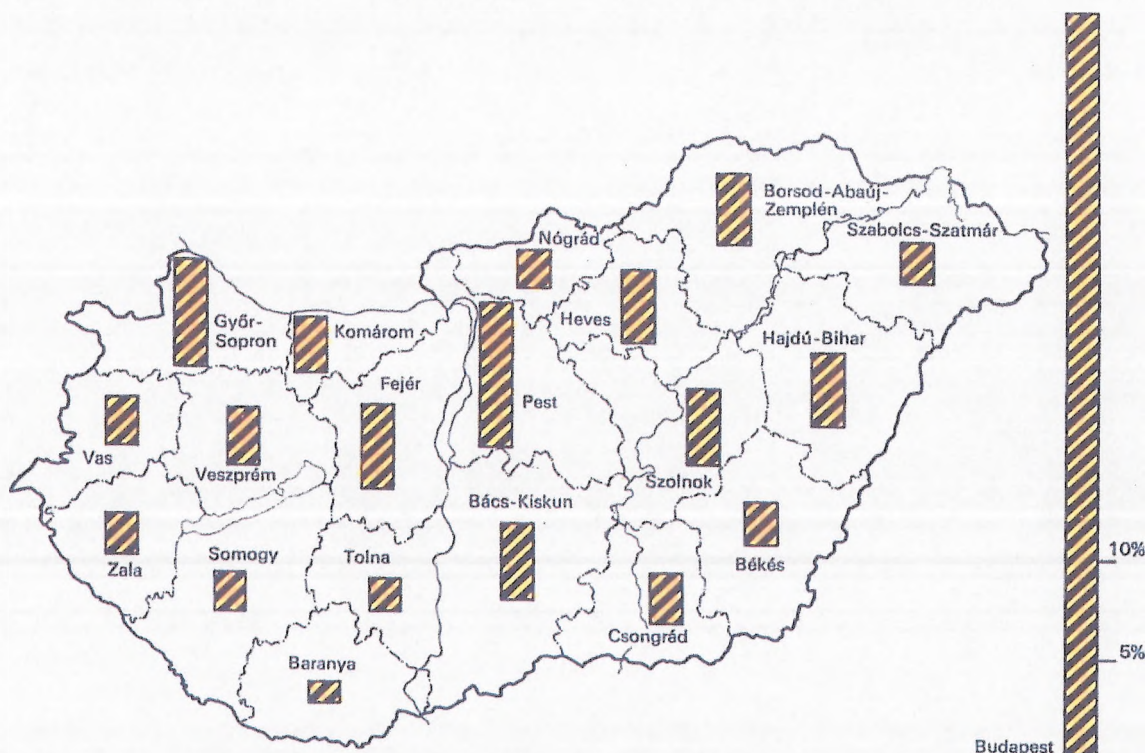 Borsod-Abaúj-
Zemplén
Szabolcs-Szatmár
Nógrád
Győr-
Sopron
Komárom
Heves
Hajdú-Bihar
Fejér
Pest
Vas
Veszprém
Szolnok
Bács-Kiskun
Zala
Somogy
Tolna
Békés
10%
Csongrád
5%
Baranya
Budapest